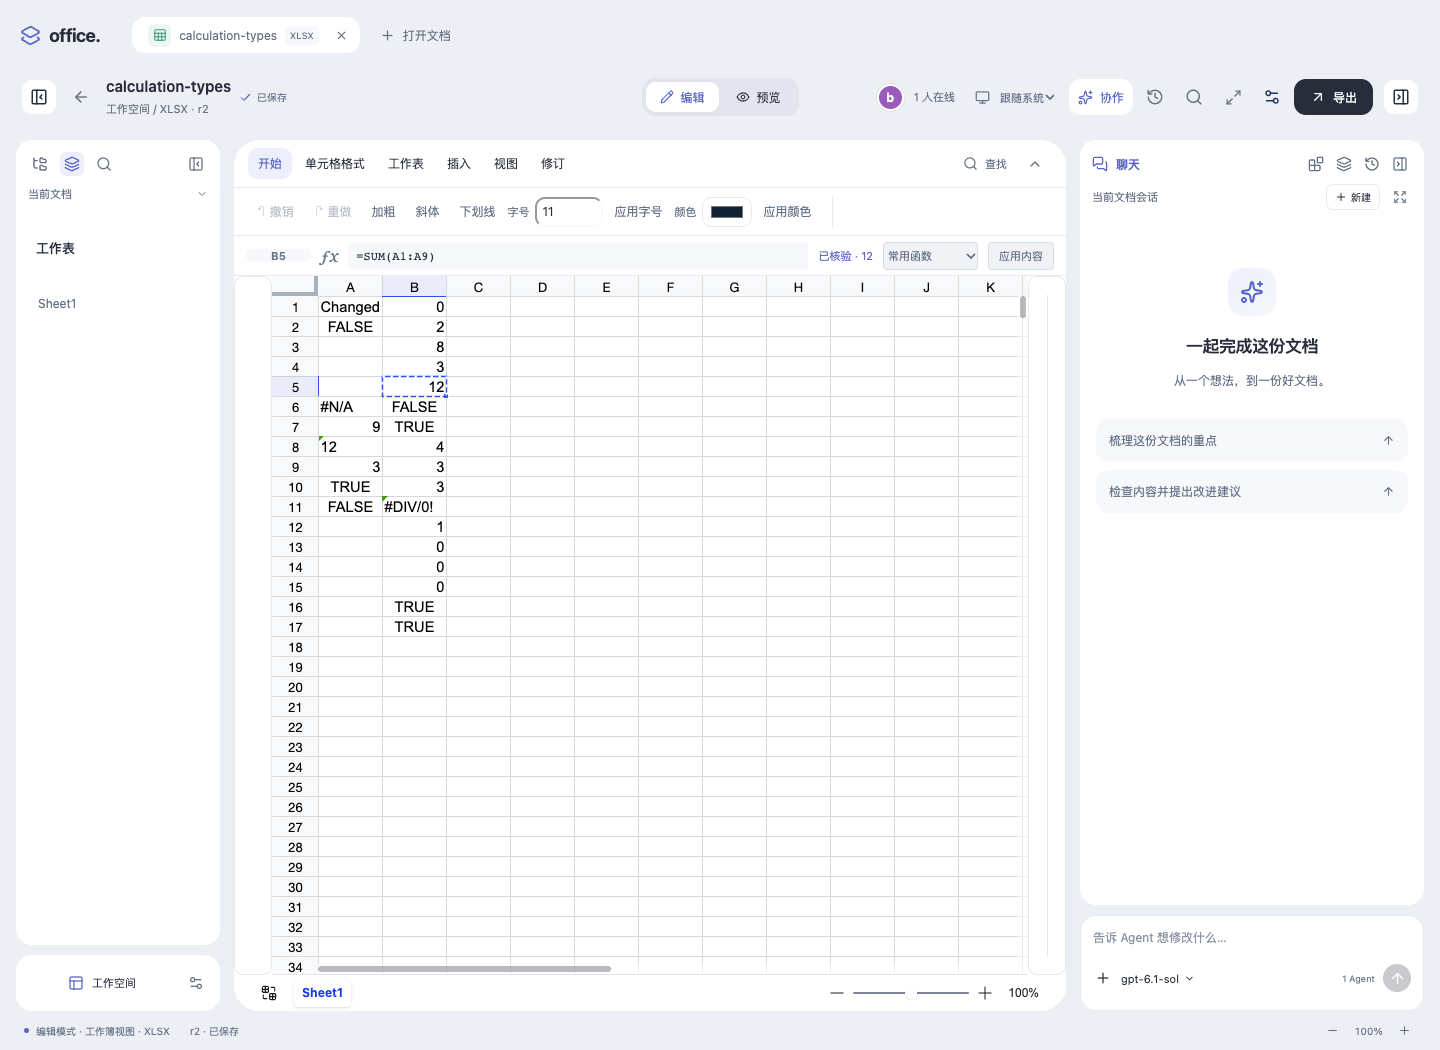 office.
calculation-types XLSX
打开文档
calculation-types
已保存
工作空间 / XLSX · r2
编辑
预览
b
1 人在线
跟随系统
协作
导出
当前文档
工作表
Sheet1
工作空间
开始 单元格格式 工作表 插入 视图 修订
查找
撤销 重做 加粗 斜体 下划线 字号 11 应用字号 颜色 应用颜色
B5 fx =SUM(A1:A9) 已核验 · 12 常用函数 应用内容
A B C D E F G H I J K
1 Changed 0
2 FALSE 2
3 8
4 3
5 12
6 #N/A FALSE
7 9 TRUE
8 12 4
9 3 3
10 TRUE 3
11 FALSE #DIV/0!
12 1
13 0
14 0
15 0
16 TRUE
17 TRUE
18
19
20
21
22
23
24
25
26
27
28
29
30
31
32
33
34
Sheet1
100%
聊天
当前文档会话
新建
一起完成这份文档
从一个想法，到一份好文档。
梳理这份文档的重点
检查内容并提出改进建议
告诉 Agent 想修改什么...
gpt-6.1-sol
1 Agent
编辑模式 · 工作簿视图 · XLSX r2 · 已保存
100%